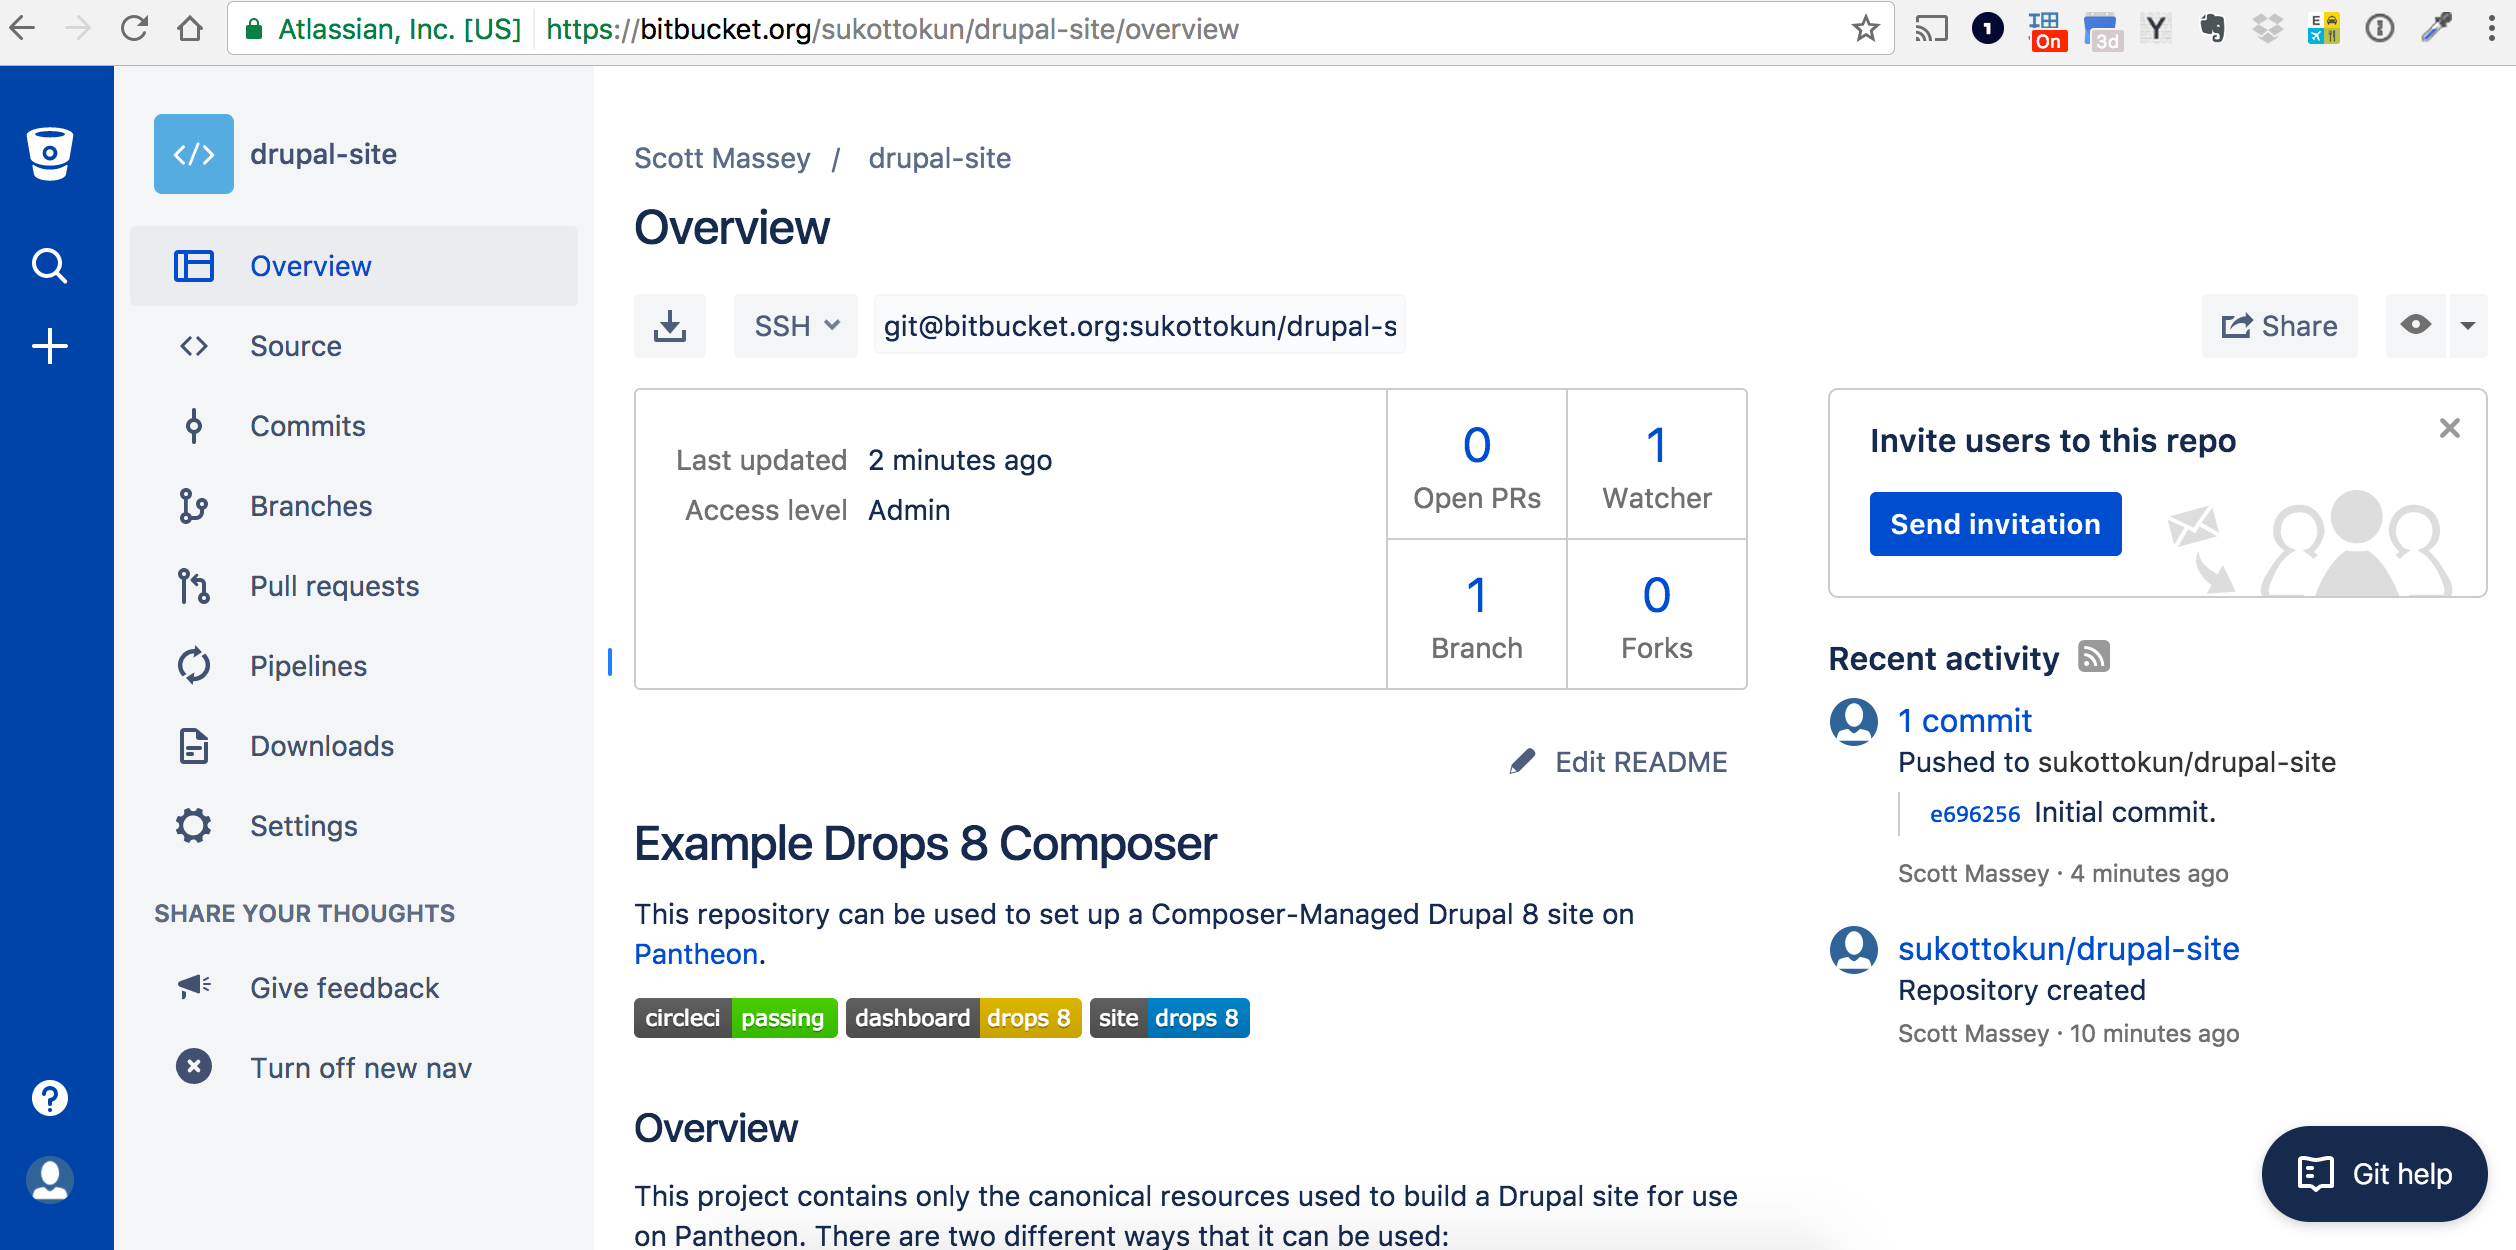 Atlassian, Inc. [US] https://bitbucket.org/sukottokun/drupal-site/overview
1
On
3d
Y
E
drupal-site
Overview
Source
Commits
Branches
Pull requests
Pipelines
Downloads
Settings
SHARE YOUR THOUGHTS
Give feedback
Turn off new nav
Scott Massey / drupal-site
Overview
SSH git@bitbucket.org:sukottokun/drupal-s
Share
Last updated 2 minutes ago
Access level Admin
0
Open PRs
1
Watcher
1
Branch
0
Forks
Edit README
Example Drops 8 Composer
This repository can be used to set up a Composer-Managed Drupal 8 site on
Pantheon.
circleci passing dashboard drops 8 site drops 8
Overview
This project contains only the canonical resources used to build a Drupal site for use
on Pantheon. There are two different ways that it can be used:
Invite users to this repo
Send invitation
Recent activity
1 commit
Pushed to sukottokun/drupal-site
e696256 Initial commit.
Scott Massey · 4 minutes ago
sukottokun/drupal-site
Repository created
Scott Massey · 10 minutes ago
Git help